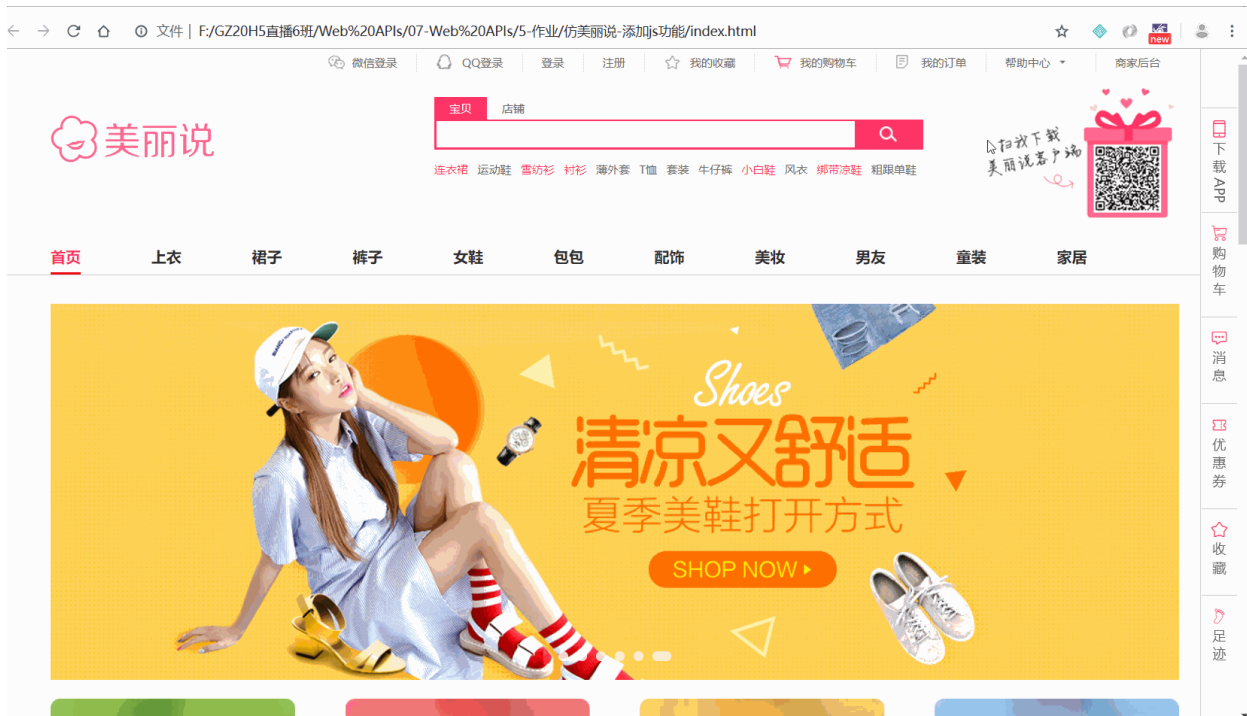 文件 | F:/GZ20H5直播6班/Web%20APIs/07-Web%20APIs/5-作业/仿美丽说-添加js功能/index.html
new
微信登录 QQ登录 登录 注册 我的收藏 我的购物车 我的订单 帮助中心 商家后台
宝贝 店铺
美丽说
连衣裙 运动鞋 雪纺衫 衬衫 薄外套 T恤 套装 牛仔裤 小白鞋 风衣 绑带凉鞋 粗跟单鞋
扫我下载
美丽说客户端
首页 上衣 裙子 裤子 女鞋 包包 配饰 美妆 男友 童装 家居
Shoes
清凉又舒适
夏季美鞋打开方式
SHOP NOW
下载APP
购物车
消息
优惠券
收藏
足迹